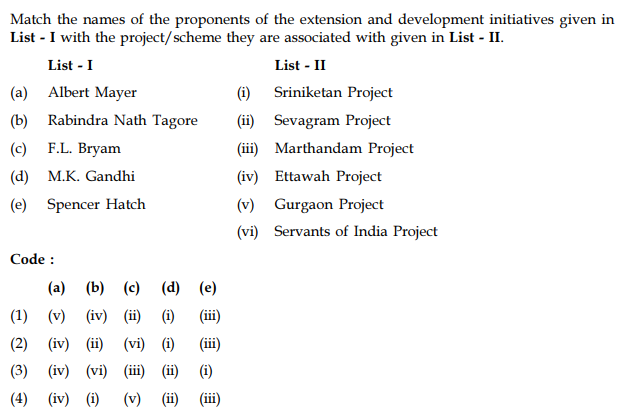 Match the names of the proponents of the extension and development initiatives given in
List - I with the project/scheme they are associated with given in List - II.
List - I List - II
(a) Albert Mayer (i) Sriniketan Project
(b) Rabindra Nath Tagore (ii) Sevagram Project
(c) F.L. Bryam (iii) Marthandam Project
(d) M.K. Gandhi (iv) Ettawah Project
(e) Spencer Hatch (v) Gurgaon Project
(vi) Servants of India Project
Code :
(a) (b) (c) (d) (e)
(1) (v) (iv) (ii) (i) (iii)
(2) (iv) (ii) (vi) (i) (iii)
(3) (iv) (vi) (iii) (ii) (i)
(4) (iv) (i) (v) (ii) (iii)